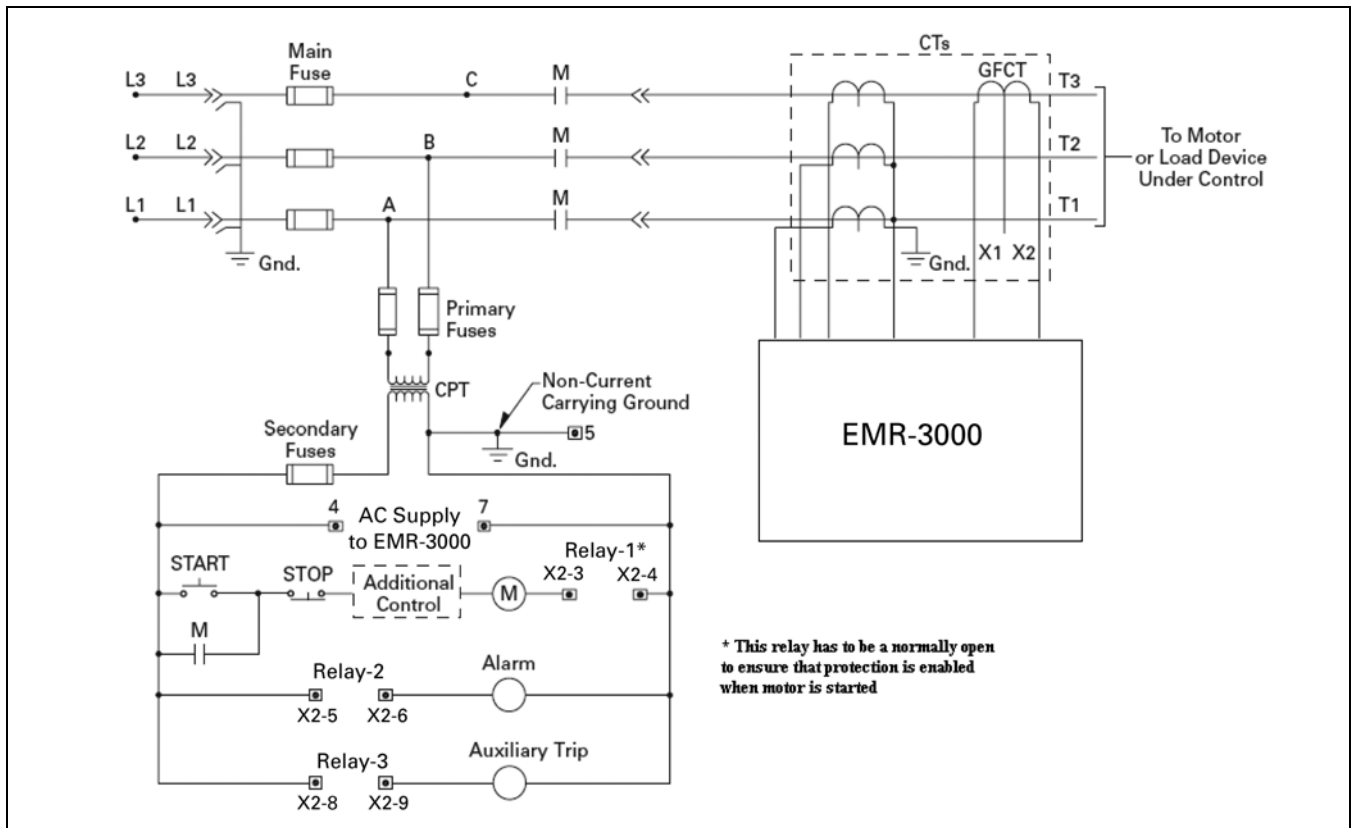 CTs
Main
Fuse
L3 L3 C M GFCT T3
L2 L2 B M T2
To Motor
or Load Device
Under Control
L1 L1 A M T1
Gnd. Gnd. X1 X2
Primary
Fuses
CPT
Non-Current
Carrying Ground
5
Gnd.
Secondary
Fuses
EMR-3000
4 AC Supply 7
to EMR-3000
Relay-1*
START STOP Additional
Control M X2-3 X2-4
M
* This relay has to be a normally open
to ensure that protection is enabled
when motor is started
Relay-2 Alarm
X2-5 X2-6
Relay-3 Auxiliary Trip
X2-8 X2-9